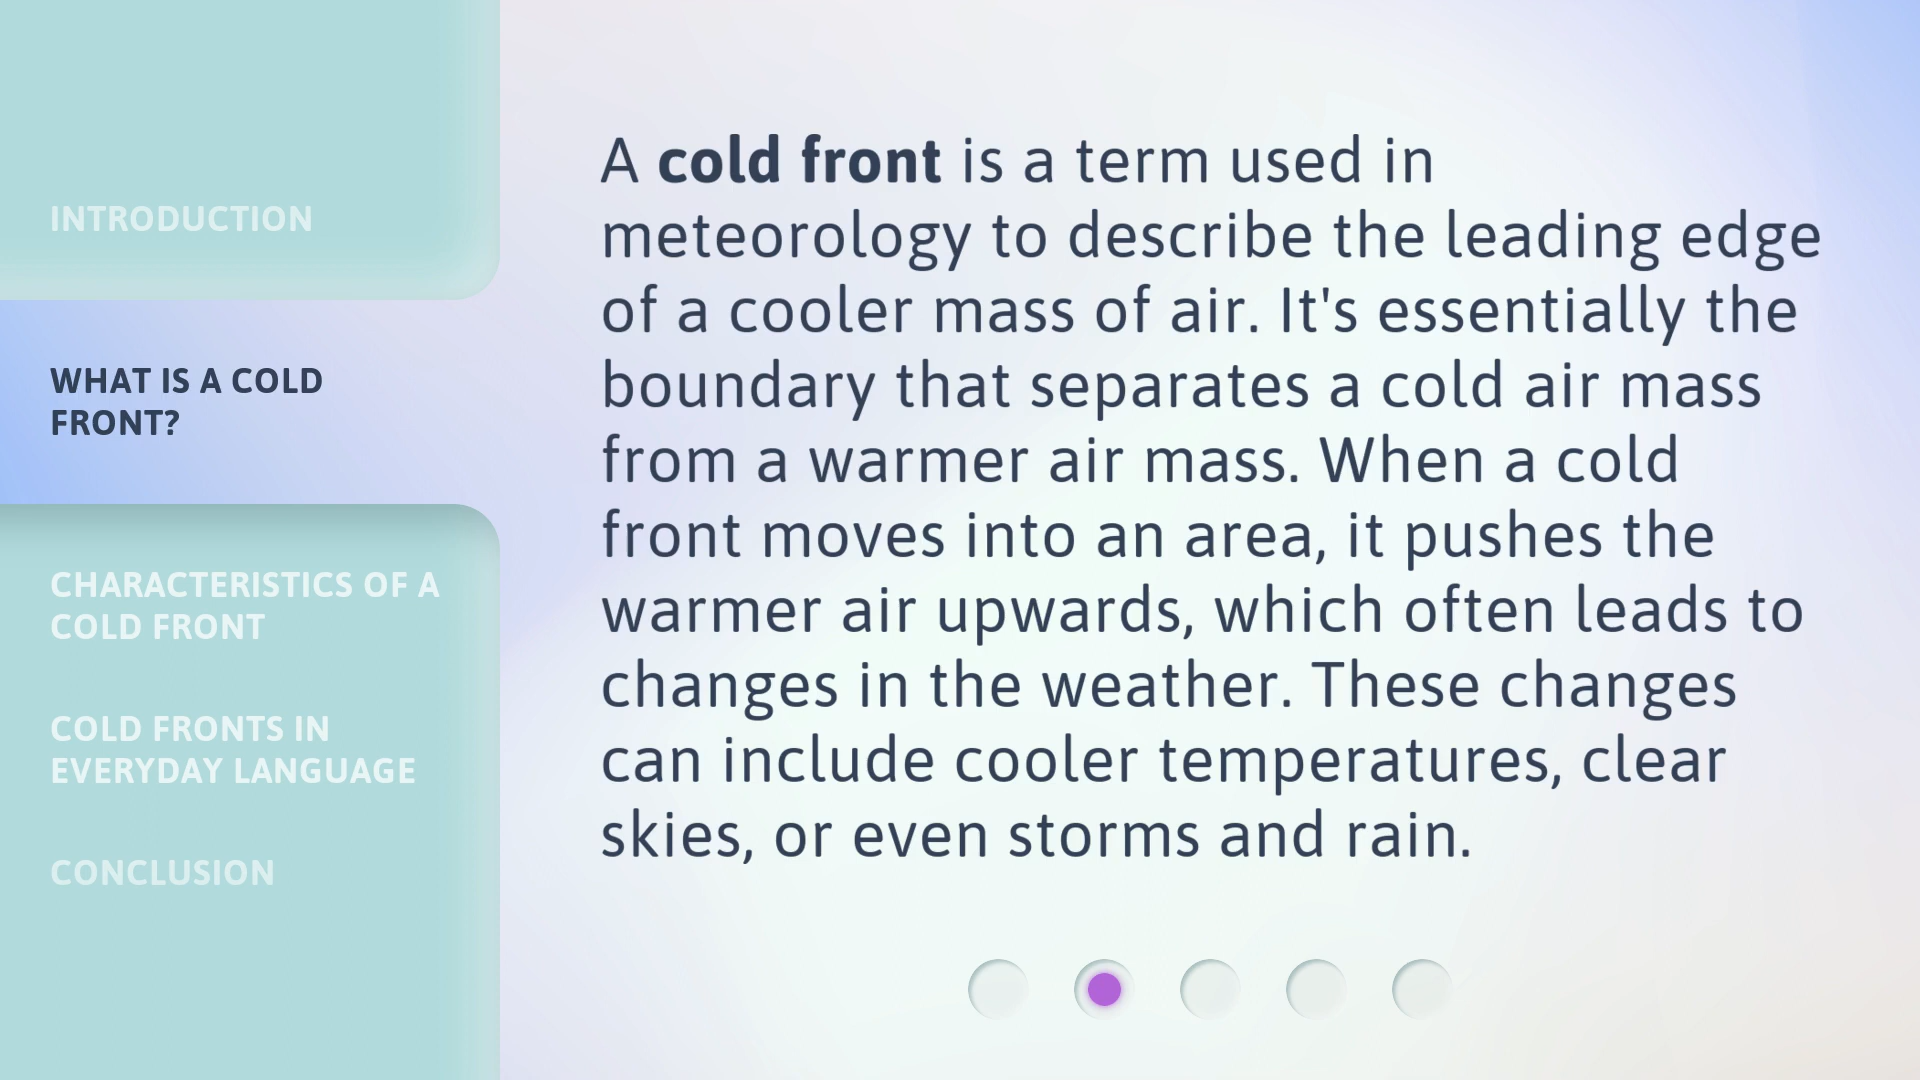 INTRODUCTION
WHAT IS A COLD
FRONT?
CHARACTERISTICS OF A
COLD FRONT
COLD FRONTS IN
EVERYDAY LANGUAGE
CONCLUSION
A cold front is a term used in
meteorology to describe the leading edge
of a cooler mass of air. It's essentially the
boundary that separates a cold air mass
from a warmer air mass. When a cold
front moves into an area, it pushes the
warmer air upwards, which often leads to
changes in the weather. These changes
can include cooler temperatures, clear
skies, or even storms and rain.